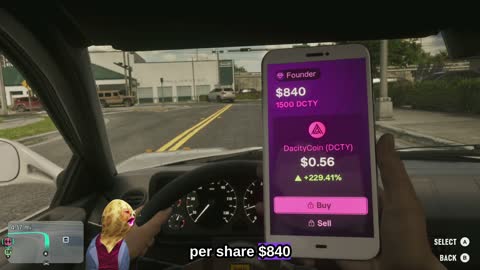 Founder
$840
1500 DCTY
DacityCoin (DCTY)
$0.56
▲ +229.41%
Buy
Sell
per share $840
SELECT A
BACK B